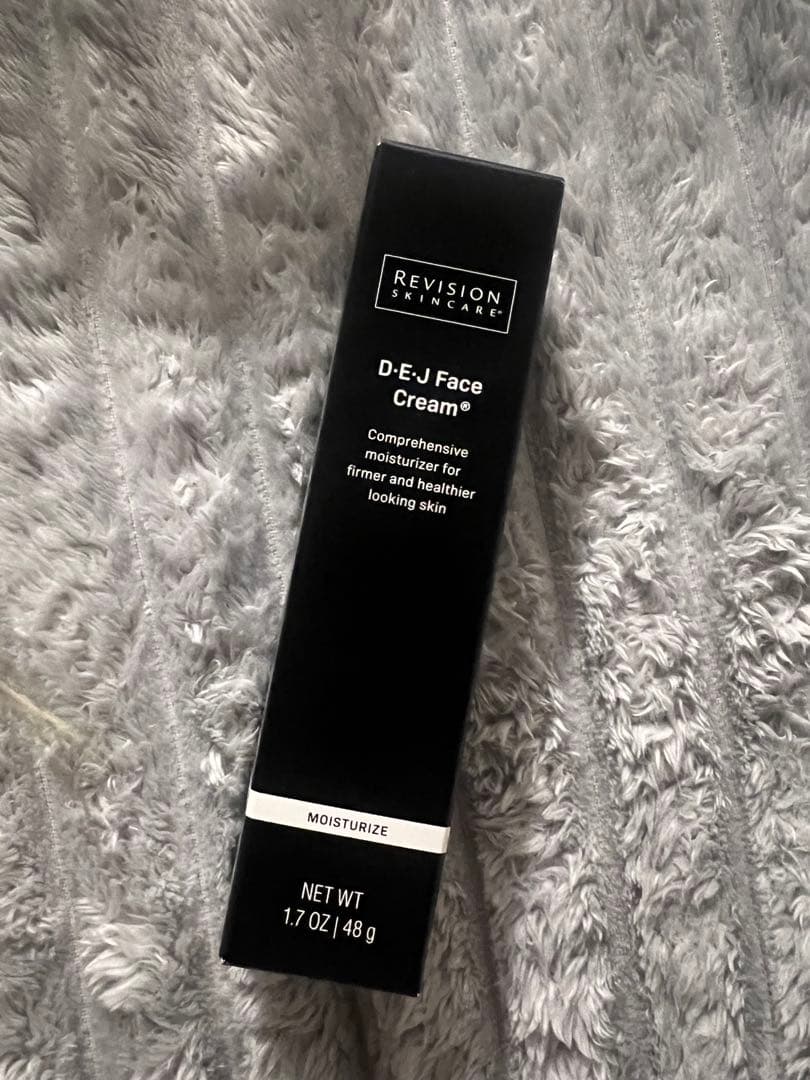 REVISION
SKINCARE®
D·E·J Face
Cream®
Comprehensive
moisturizer for
firmer and healthier
looking skin
MOISTURIZE
NET WT
1.7 OZ | 48 g